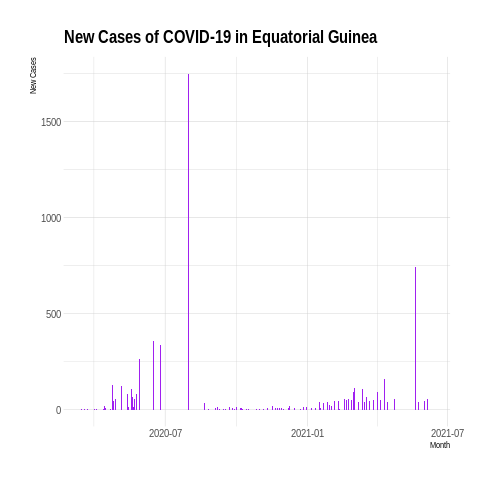 New Cases of COVID-19 in Equatorial Guinea
New Cases
1500
1000
500
0
2020-07
2021-01
2021-07
Month